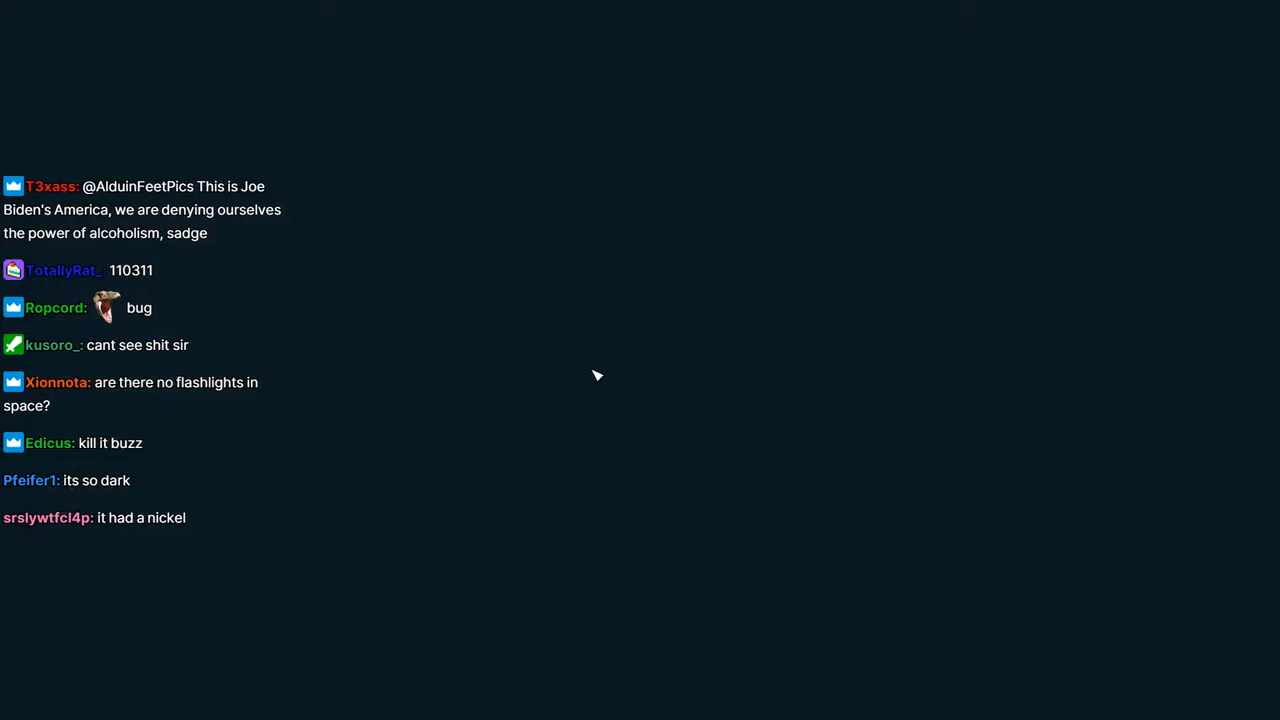 T3xass: @AlduinFeetPics This is Joe
Biden's America, we are denying ourselves
the power of alcoholism, sadge
TotallyRat_: 110311
Ropcord: bug
kusoro_: cant see shit sir
Xionnota: are there no flashlights in
space?
Edicus: kill it buzz
Pfeifer1: its so dark
srslywtfcl4p: it had a nickel